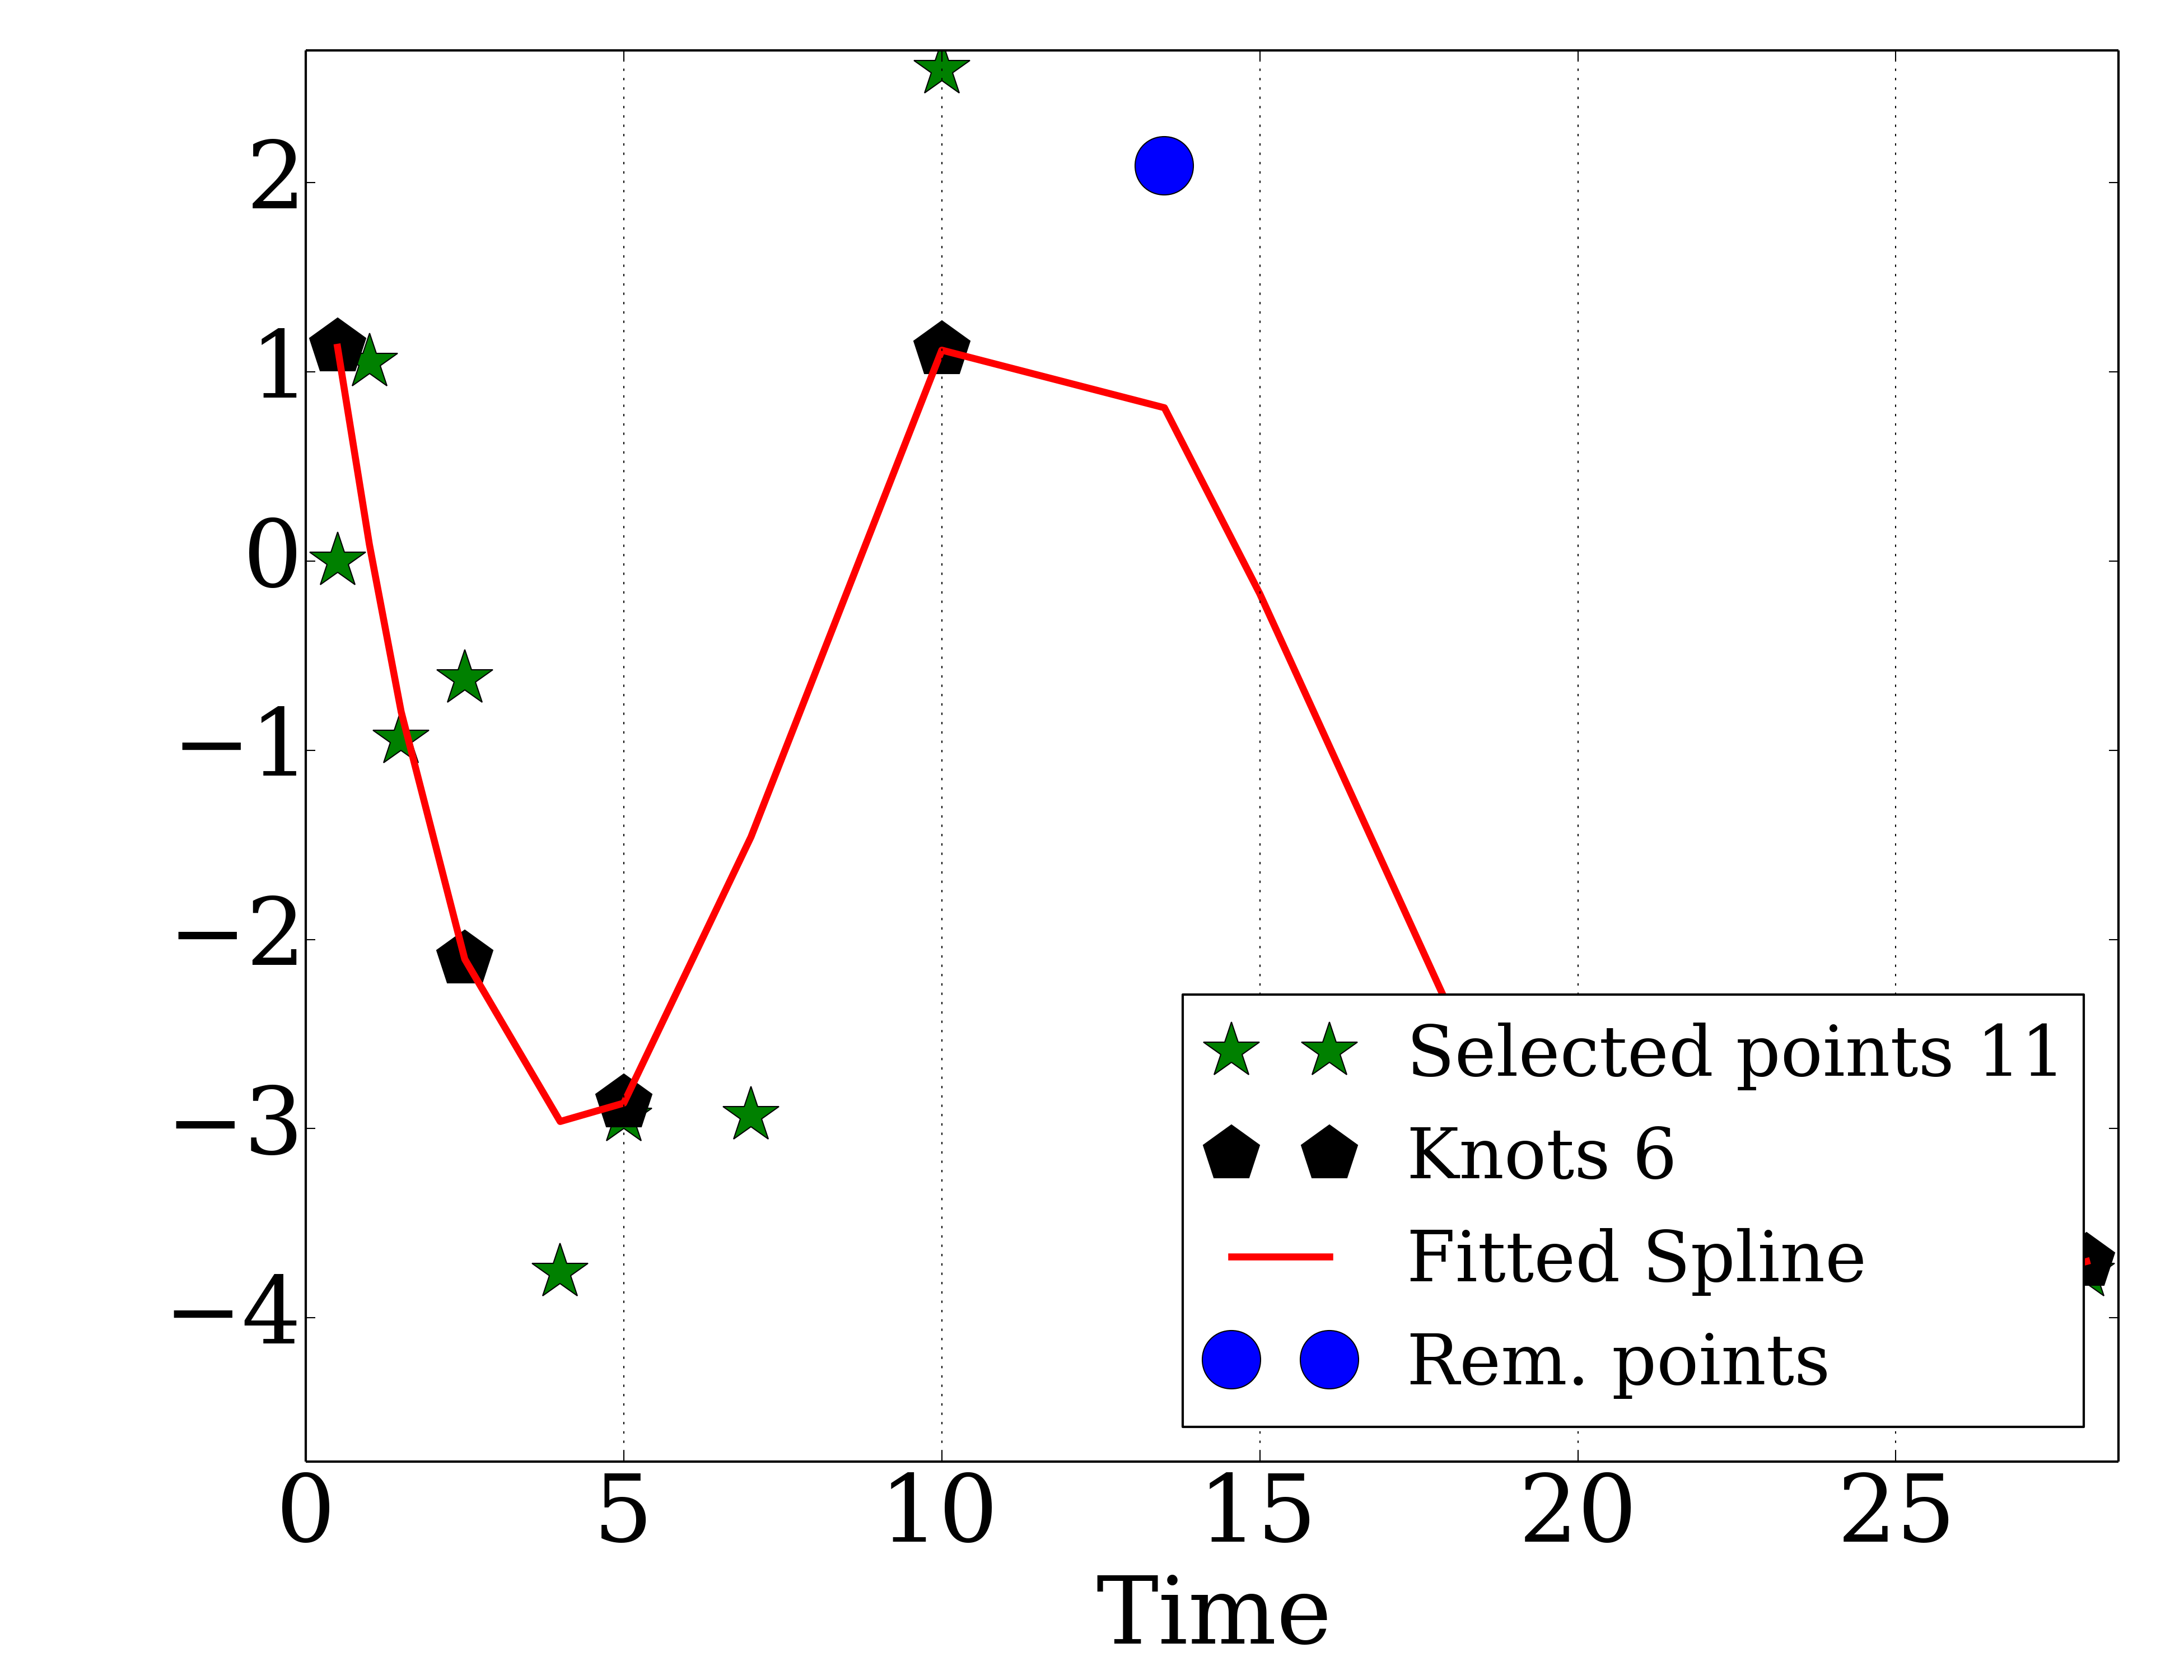 2
1
0
−1
−2
−3
−4
0 5 10 15 20 25
Time
Selected points 11
Knots 6
Fitted Spline
Rem. points